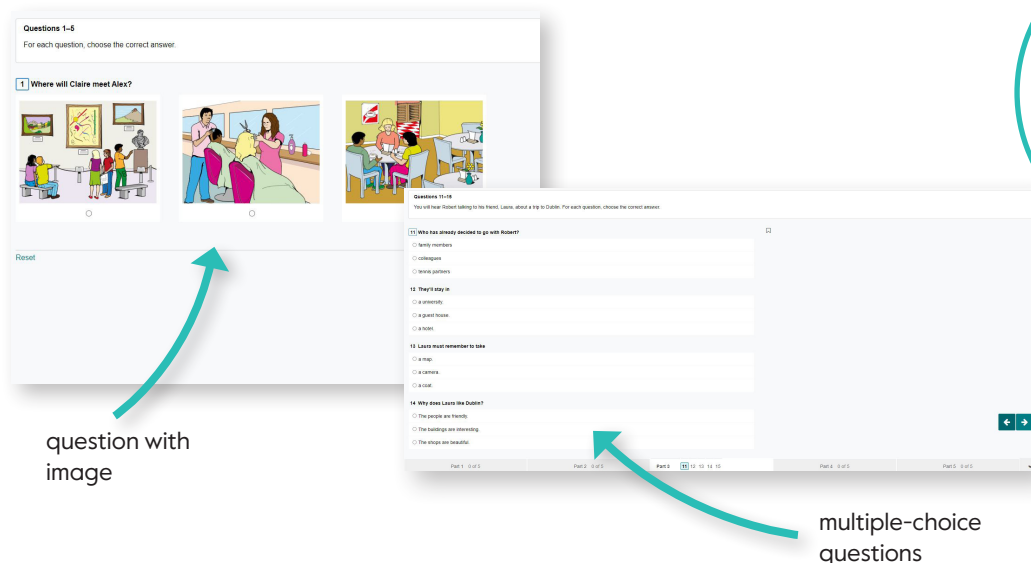 Questions 1–5
For each question, choose the correct answer.
1 Where will Claire meet Alex?
Reset
Questions 11–15
You will hear Robert talking to his friend, Laura, about a trip to Dublin. For each question, choose the correct answer.
11 Who has already decided to go with Robert?
family members
colleagues
tennis partners
12 They'll stay in
a university.
a guest house.
a hotel.
13 Laura must remember to take
a map.
a camera.
a coat.
14 Why does Laura like Dublin?
The people are friendly.
The buildings are interesting.
The shops are beautiful.
Part 1 0 of 5 Part 2 0 of 5 Part 3 11 12 13 14 15 Part 4 0 of 5 Part 5 0 of 5
question with
image
multiple-choice
questions